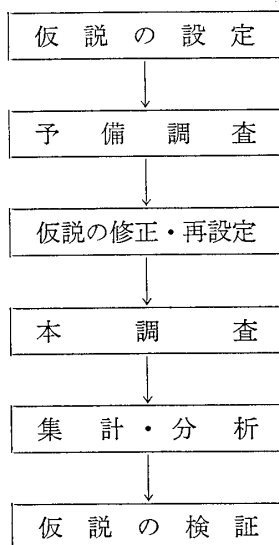 仮説の設定
予備調査
仮説の修正・再設定
本調査
集計・分析
仮説の検証